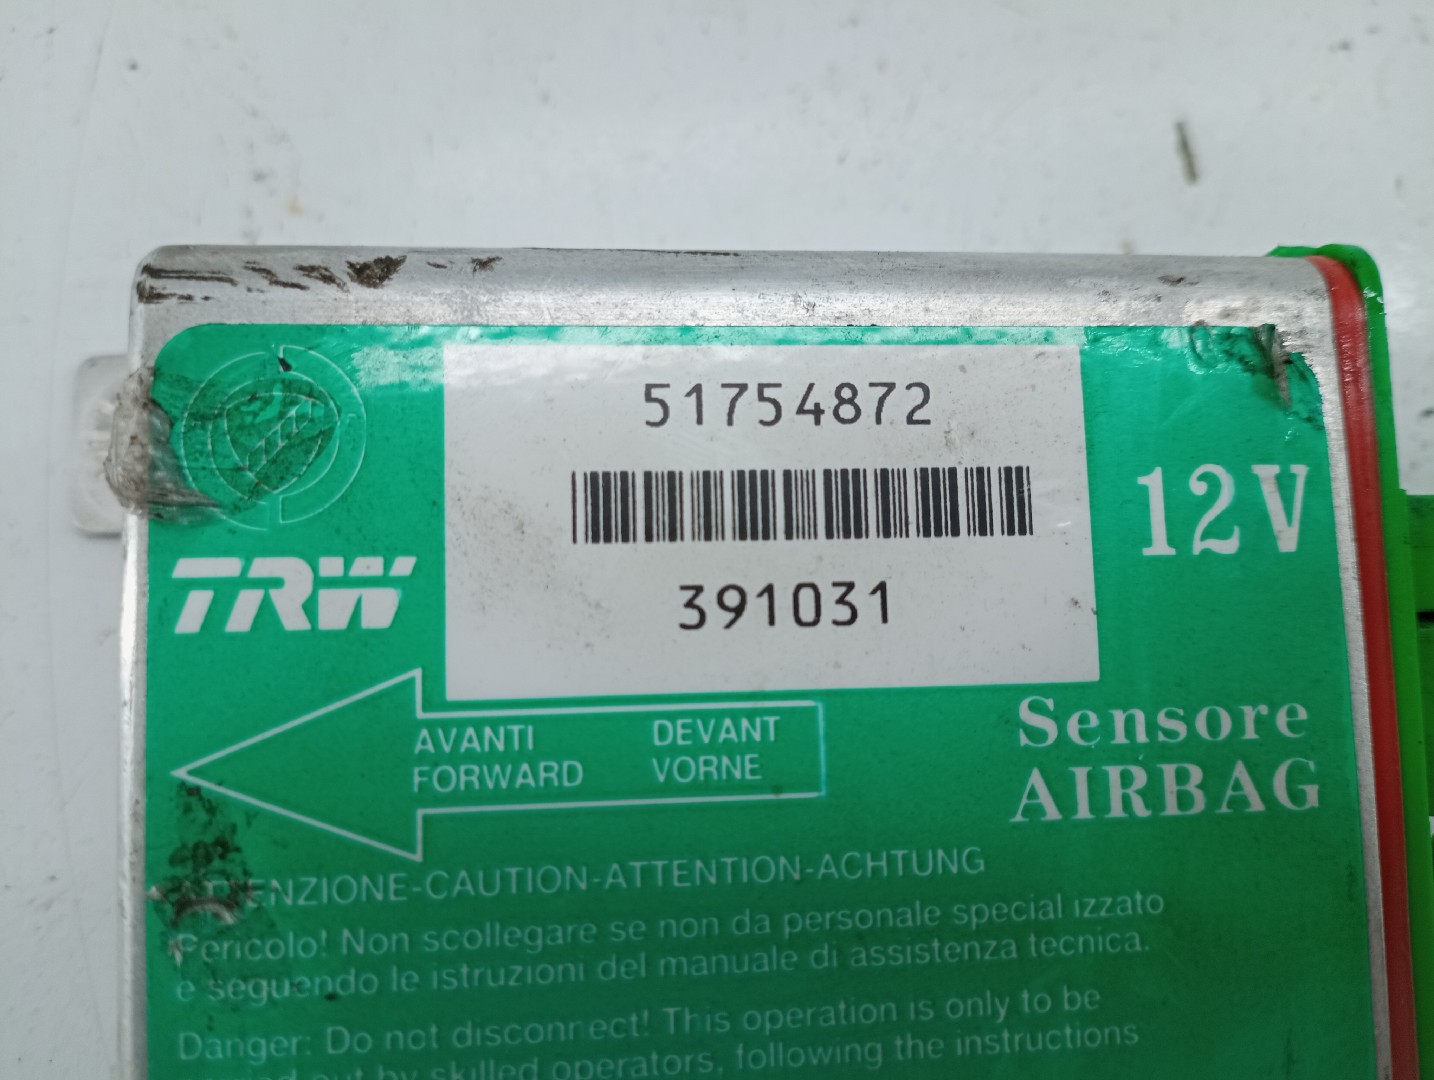 51754872
12V
TRW
391031
AVANTI DEVANT
FORWARD VORNE
Sensore
AIRBAG
-CAUTION-ATTENTION-ACHTUNG
Pericolo! Non scollegare se non da personale specializzato
e seguendo le istruzioni del manuale di assistenza tecnica.
Danger: Do not disconnect! This operation is only to be
out by skilled operators, following the instructions